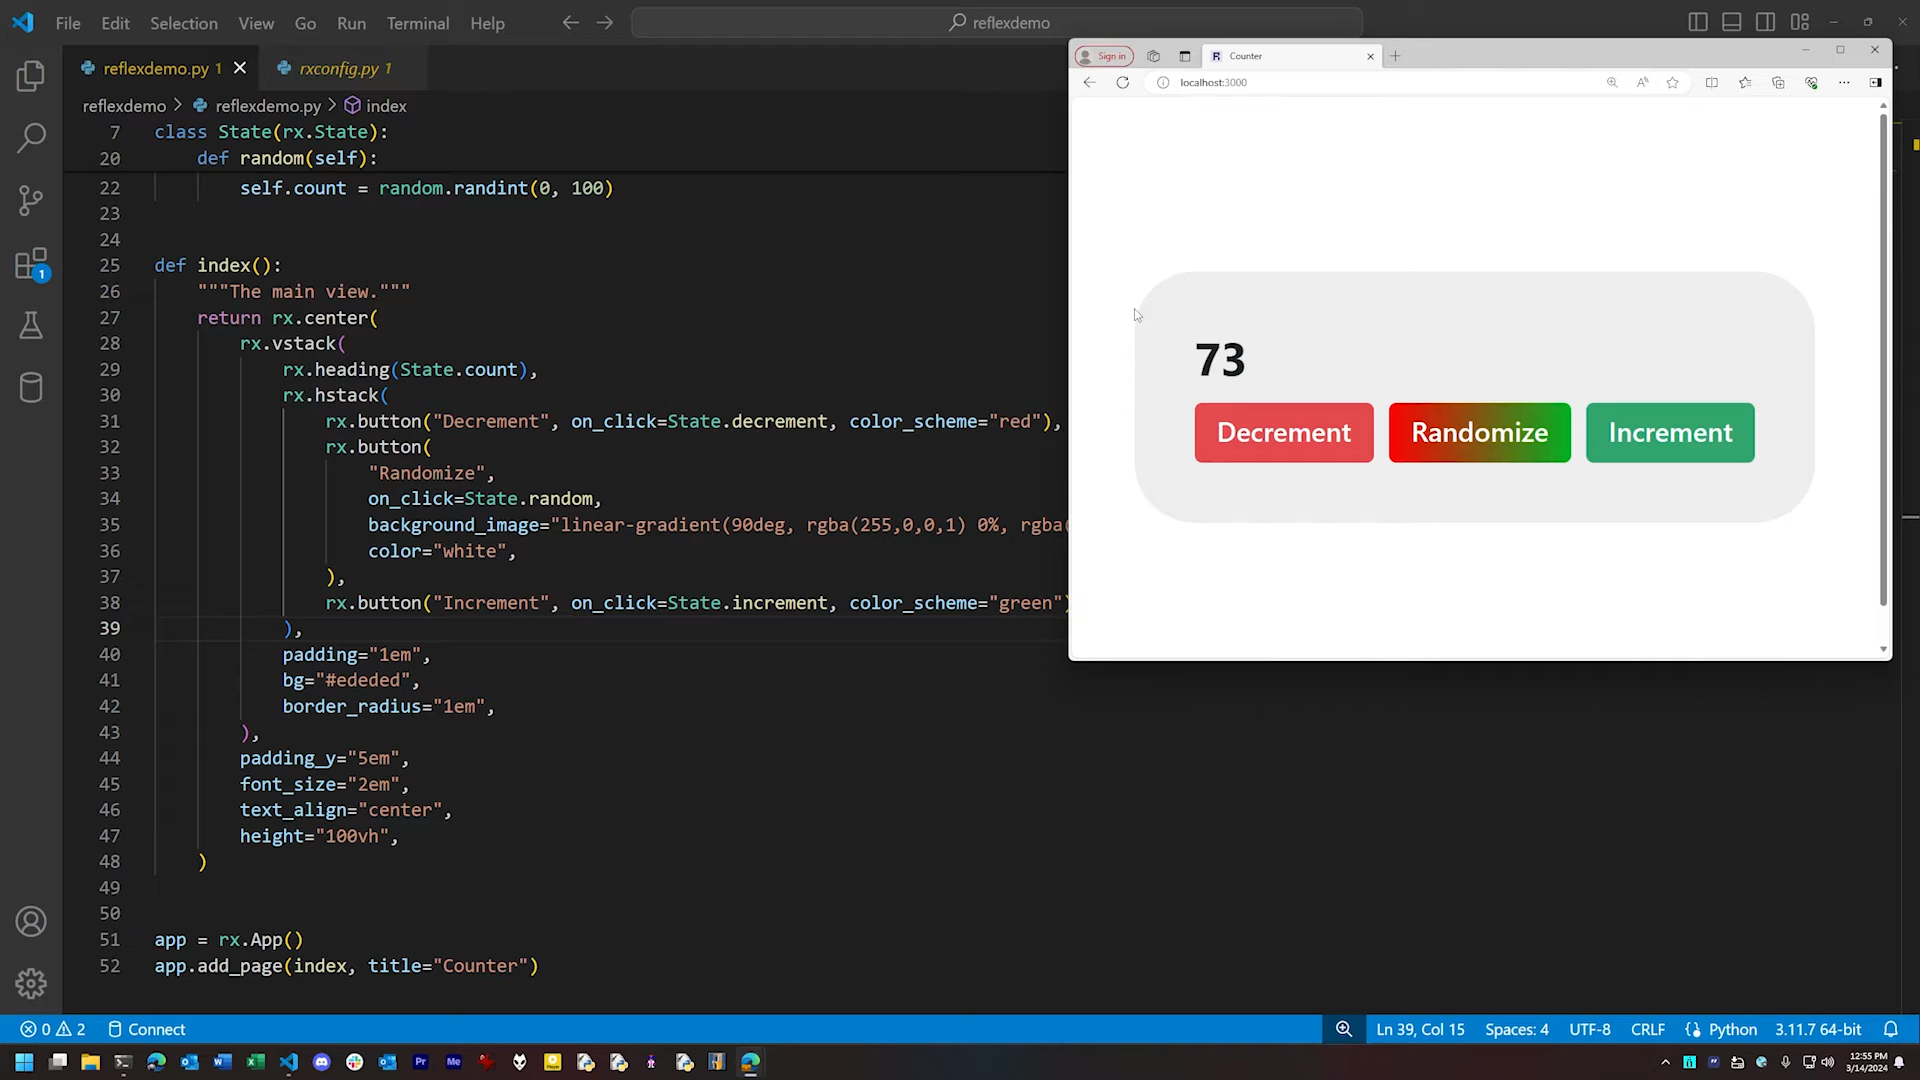 File Edit Selection View Go Run Terminal Help
reflexdemo
reflexdemo.py 1
rxconfig.py 1
reflexdemo > reflexdemo.py > index
7 class State(rx.State):
20 def random(self):
22 self.count = random.randint(0, 100)
23
24
25 def index():
26 """The main view."""
27 return rx.center(
28 rx.vstack(
29 rx.heading(State.count),
30 rx.hstack(
31 rx.button("Decrement", on_click=State.decrement, color_scheme="red"),
32 rx.button(
33 "Randomize",
34 on_click=State.random,
35 background_image="linear-gradient(90deg, rgba(255,0,0,1) 0%, rgba(
36 color="white",
37 ),
38 rx.button("Increment", on_click=State.increment, color_scheme="green")
39 ),
40 padding="1em",
41 bg="#ededed",
42 border_radius="1em",
43 ),
44 padding_y="5em",
45 font_size="2em",
46 text_align="center",
47 height="100vh",
48 )
49
50
51 app = rx.App()
52 app.add_page(index, title="Counter")
Sign in
Counter
localhost:3000
73
Decrement Randomize Increment
1
0 2 Connect
Ln 39, Col 15 Spaces: 4 UTF-8 CRLF Python 3.11.7 64-bit
12:55 PM
3/14/2024